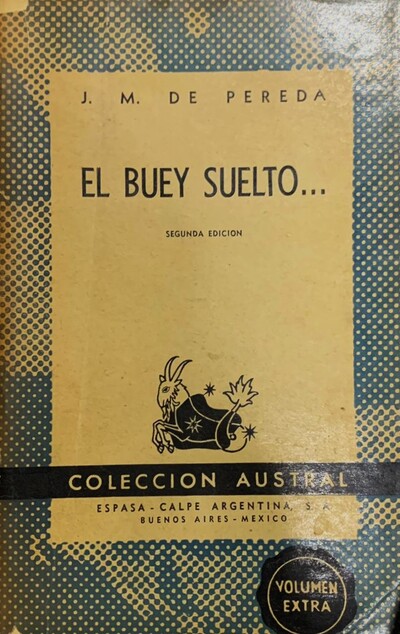 J. M. DE PEREDA
EL BUEY SUELTO...
SEGUNDA EDICION
COLECCION AUSTRAL
ESPASA - CALPE ARGENTINA, S. A.
BUENOS AIRES - MEXICO
VOLUMEN
EXTRA